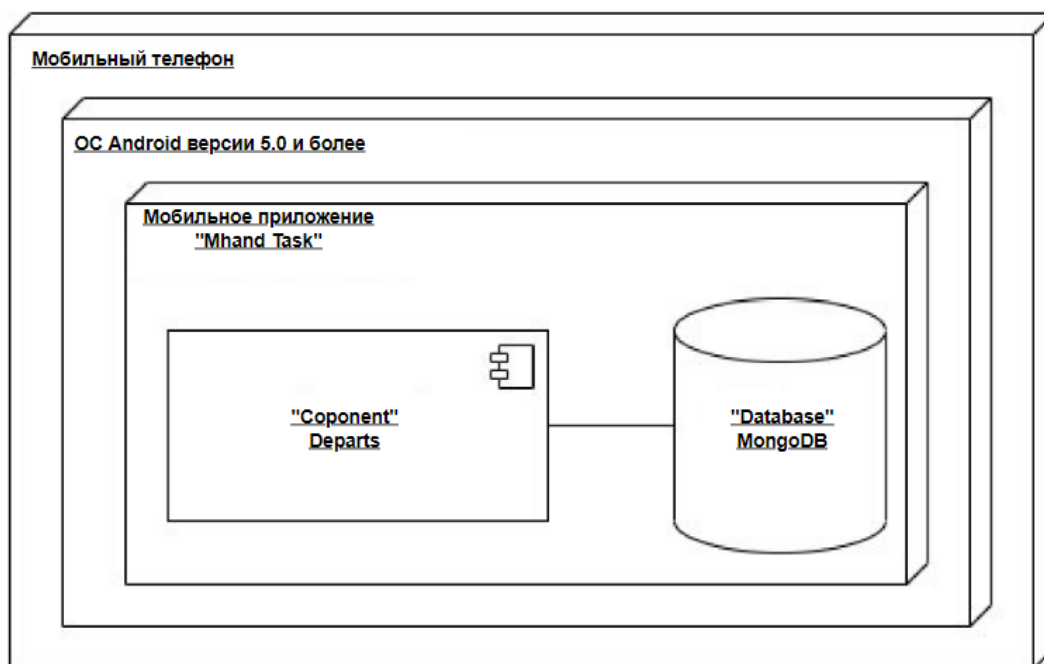 Мобильный телефон
ОС Android версии 5.0 и более
Мобильное приложение
"Mhand Task"
"Coponent"
Departs
"Database"
MongoDB